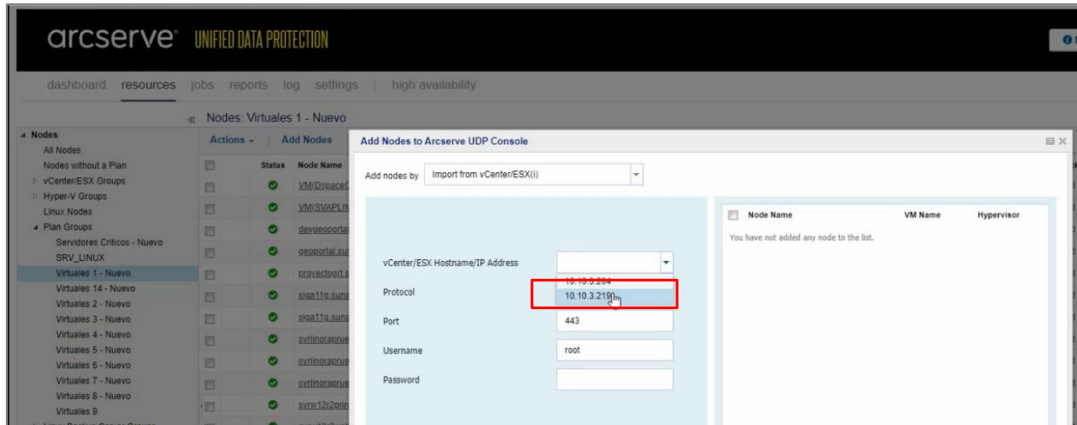 arcserve® UNIFIED DATA PROTECTION
dashboard resources jobs reports log settings | high availability
Nodes: Virtuales 1 - Nuevo
Nodes
All Nodes
Nodes without a Plan
vCenter/ESX Groups
Hyper-V Groups
Linux Nodes
Plan Groups
Servidores Criticos - Nuevo
SRV_LINUX
Virtuales 1 - Nuevo
Virtuales 14 - Nuevo
Virtuales 2 - Nuevo
Virtuales 3 - Nuevo
Virtuales 4 - Nuevo
Virtuales 5 - Nuevo
Virtuales 6 - Nuevo
Virtuales 7 - Nuevo
Virtuales 8 - Nuevo
Virtuales 9
Actions | Add Nodes
Status Node Name
Add Nodes to Arcserve UDP Console
Add nodes by Import from vCenter/ESX(i)
vCenter/ESX Hostname/IP Address
10.10.3.219
Protocol
Port 443
Username root
Password
Node Name VM Name Hypervisor
You have not added any node to the list.